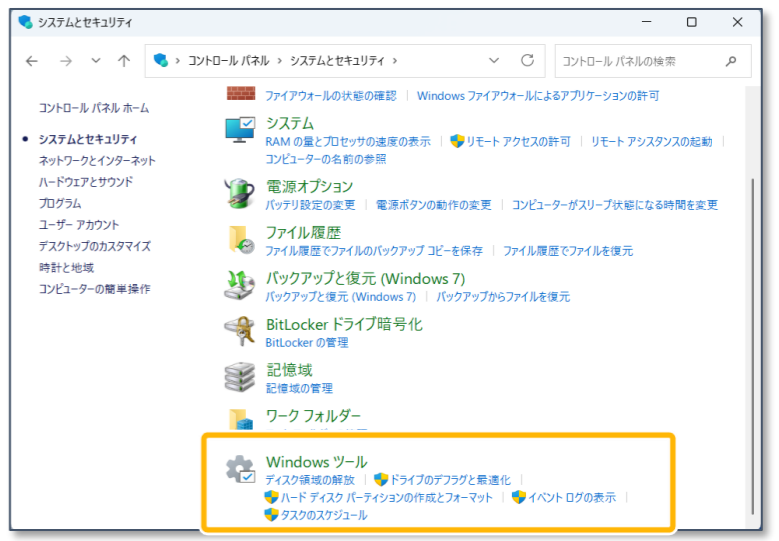 システムとセキュリティ
コントロール パネル › システムとセキュリティ ›
コントロール パネルの検索
コントロール パネル ホーム
システムとセキュリティ
ネットワークとインターネット
ハードウェアとサウンド
プログラム
ユーザー アカウント
デスクトップのカスタマイズ
時計と地域
コンピューターの簡単操作
ファイアウォールの状態の確認 | Windows ファイアウォールによるアプリケーションの許可
システム
RAM の量とプロセッサの速度の表示 | リモート アクセスの許可 | リモート アシスタンスの起動 |
コンピューターの名前の参照
電源オプション
バッテリ設定の変更 | 電源ボタンの動作の変更 | コンピューターがスリープ状態になる時間を変更
ファイル履歴
ファイル履歴でファイルのバックアップ コピーを保存 | ファイル履歴でファイルを復元
バックアップと復元 (Windows 7)
バックアップと復元 (Windows 7) | バックアップからファイルを復元
BitLocker ドライブ暗号化
BitLocker の管理
記憶域
記憶域の管理
ワーク フォルダー
Windows ツール
ディスク領域の解放 | ドライブのデフラグと最適化 |
ハード ディスク パーティションの作成とフォーマット | イベント ログの表示 |
タスクのスケジュール